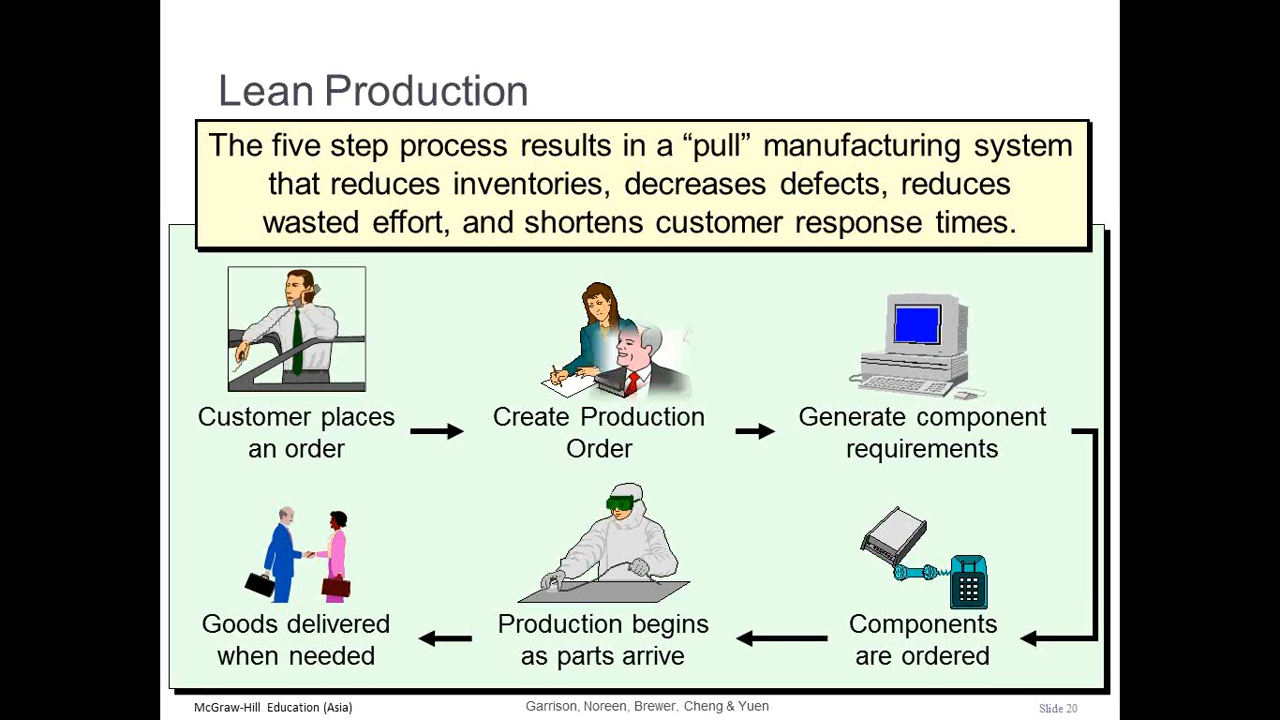 Lean Production
The five step process results in a “pull” manufacturing system
that reduces inventories, decreases defects, reduces
wasted effort, and shortens customer response times.
Customer places
an order
Create Production
Order
Generate component
requirements
Goods delivered
when needed
Production begins
as parts arrive
Components
are ordered
McGraw-Hill Education (Asia)
Garrison, Noreen, Brewer, Cheng & Yuen
Slide 20